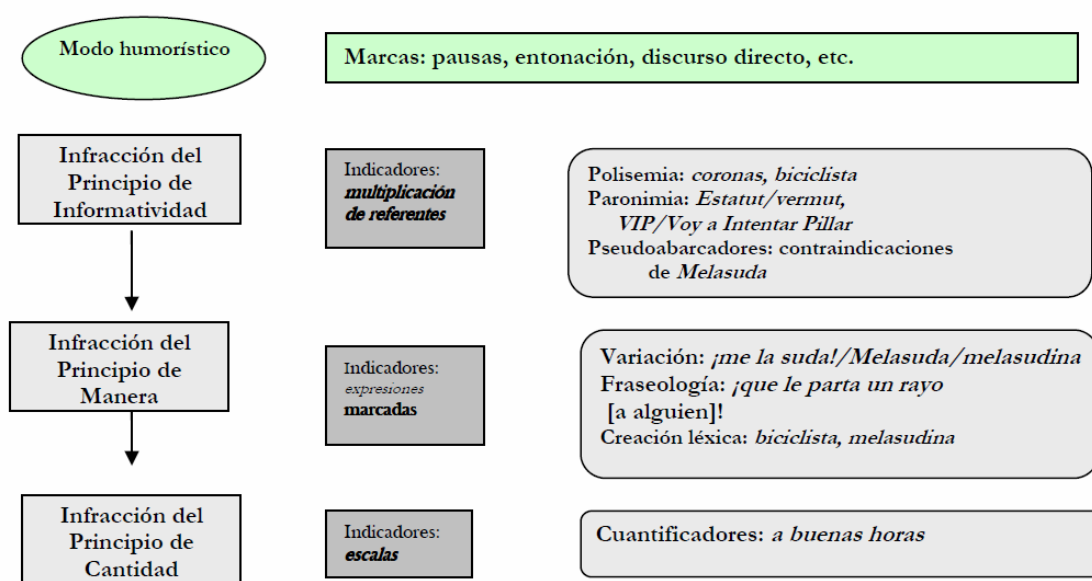 Modo humorístico
Marcas: pausas, entonación, discurso directo, etc.
Infracción del
Principio de
Informatividad
Indicadores:
multiplicación
de referentes
Polisemia: coronas, biciclista
Paronimia: Estatut/vermut,
VIP/Voy a Intentar Pillar
Pseudoabarcadores: contraindicaciones
de Melasuda
Infracción del
Principio de
Manera
Indicadores:
expresiones
marcadas
Variación: ¡me la suda!/Melasuda/melasudina
Fraseología: ¡que le parta un rayo
[a alguien]!
Creación léxica: biciclista, melasudina
Infracción del
Principio de
Cantidad
Indicadores:
escalas
Cuantificadores: a buenas horas